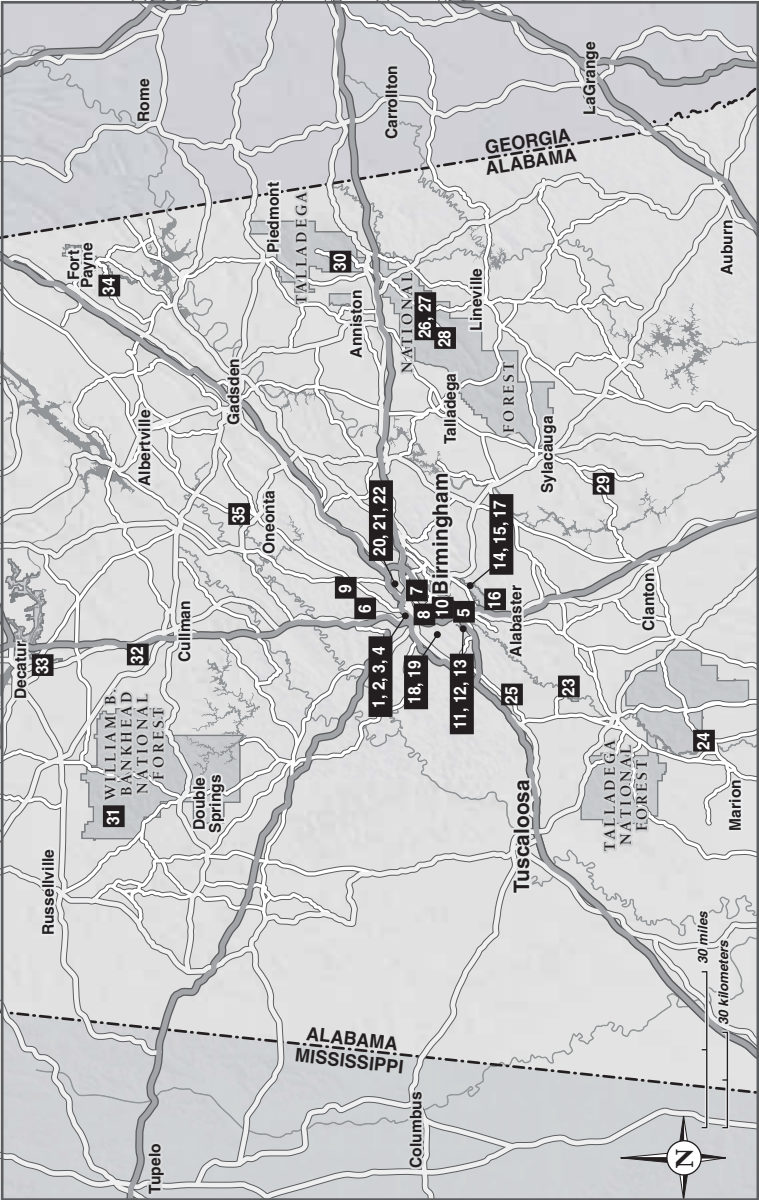 Tupelo
Columbus
MISSISSIPPI
ALABAMA
Russellville
31
WILLIAM B.
BANKHEAD
NATIONAL
FOREST
Double
Springs
Decatur
33
32
Cullman
Albertville
35
Oneonta
Gadsden
Fort
Payne
34
Rome
Piedmont
TALLADEGA
NATIONAL
FOREST
30
Anniston
26, 27
28
Lineville
Talladega
Sylacauga
29
Carrollton
LaGrange
GEORGIA
ALABAMA
Auburn
9
6
20, 21, 22
1, 2, 3, 4
7
8
10
Birmingham
18, 19
5
11, 12, 13
14, 15, 17
16
Alabaster
25
23
Clanton
Tuscaloosa
TALLADEGA
NATIONAL
FOREST
24
Marion
30 miles
30 kilometers
N